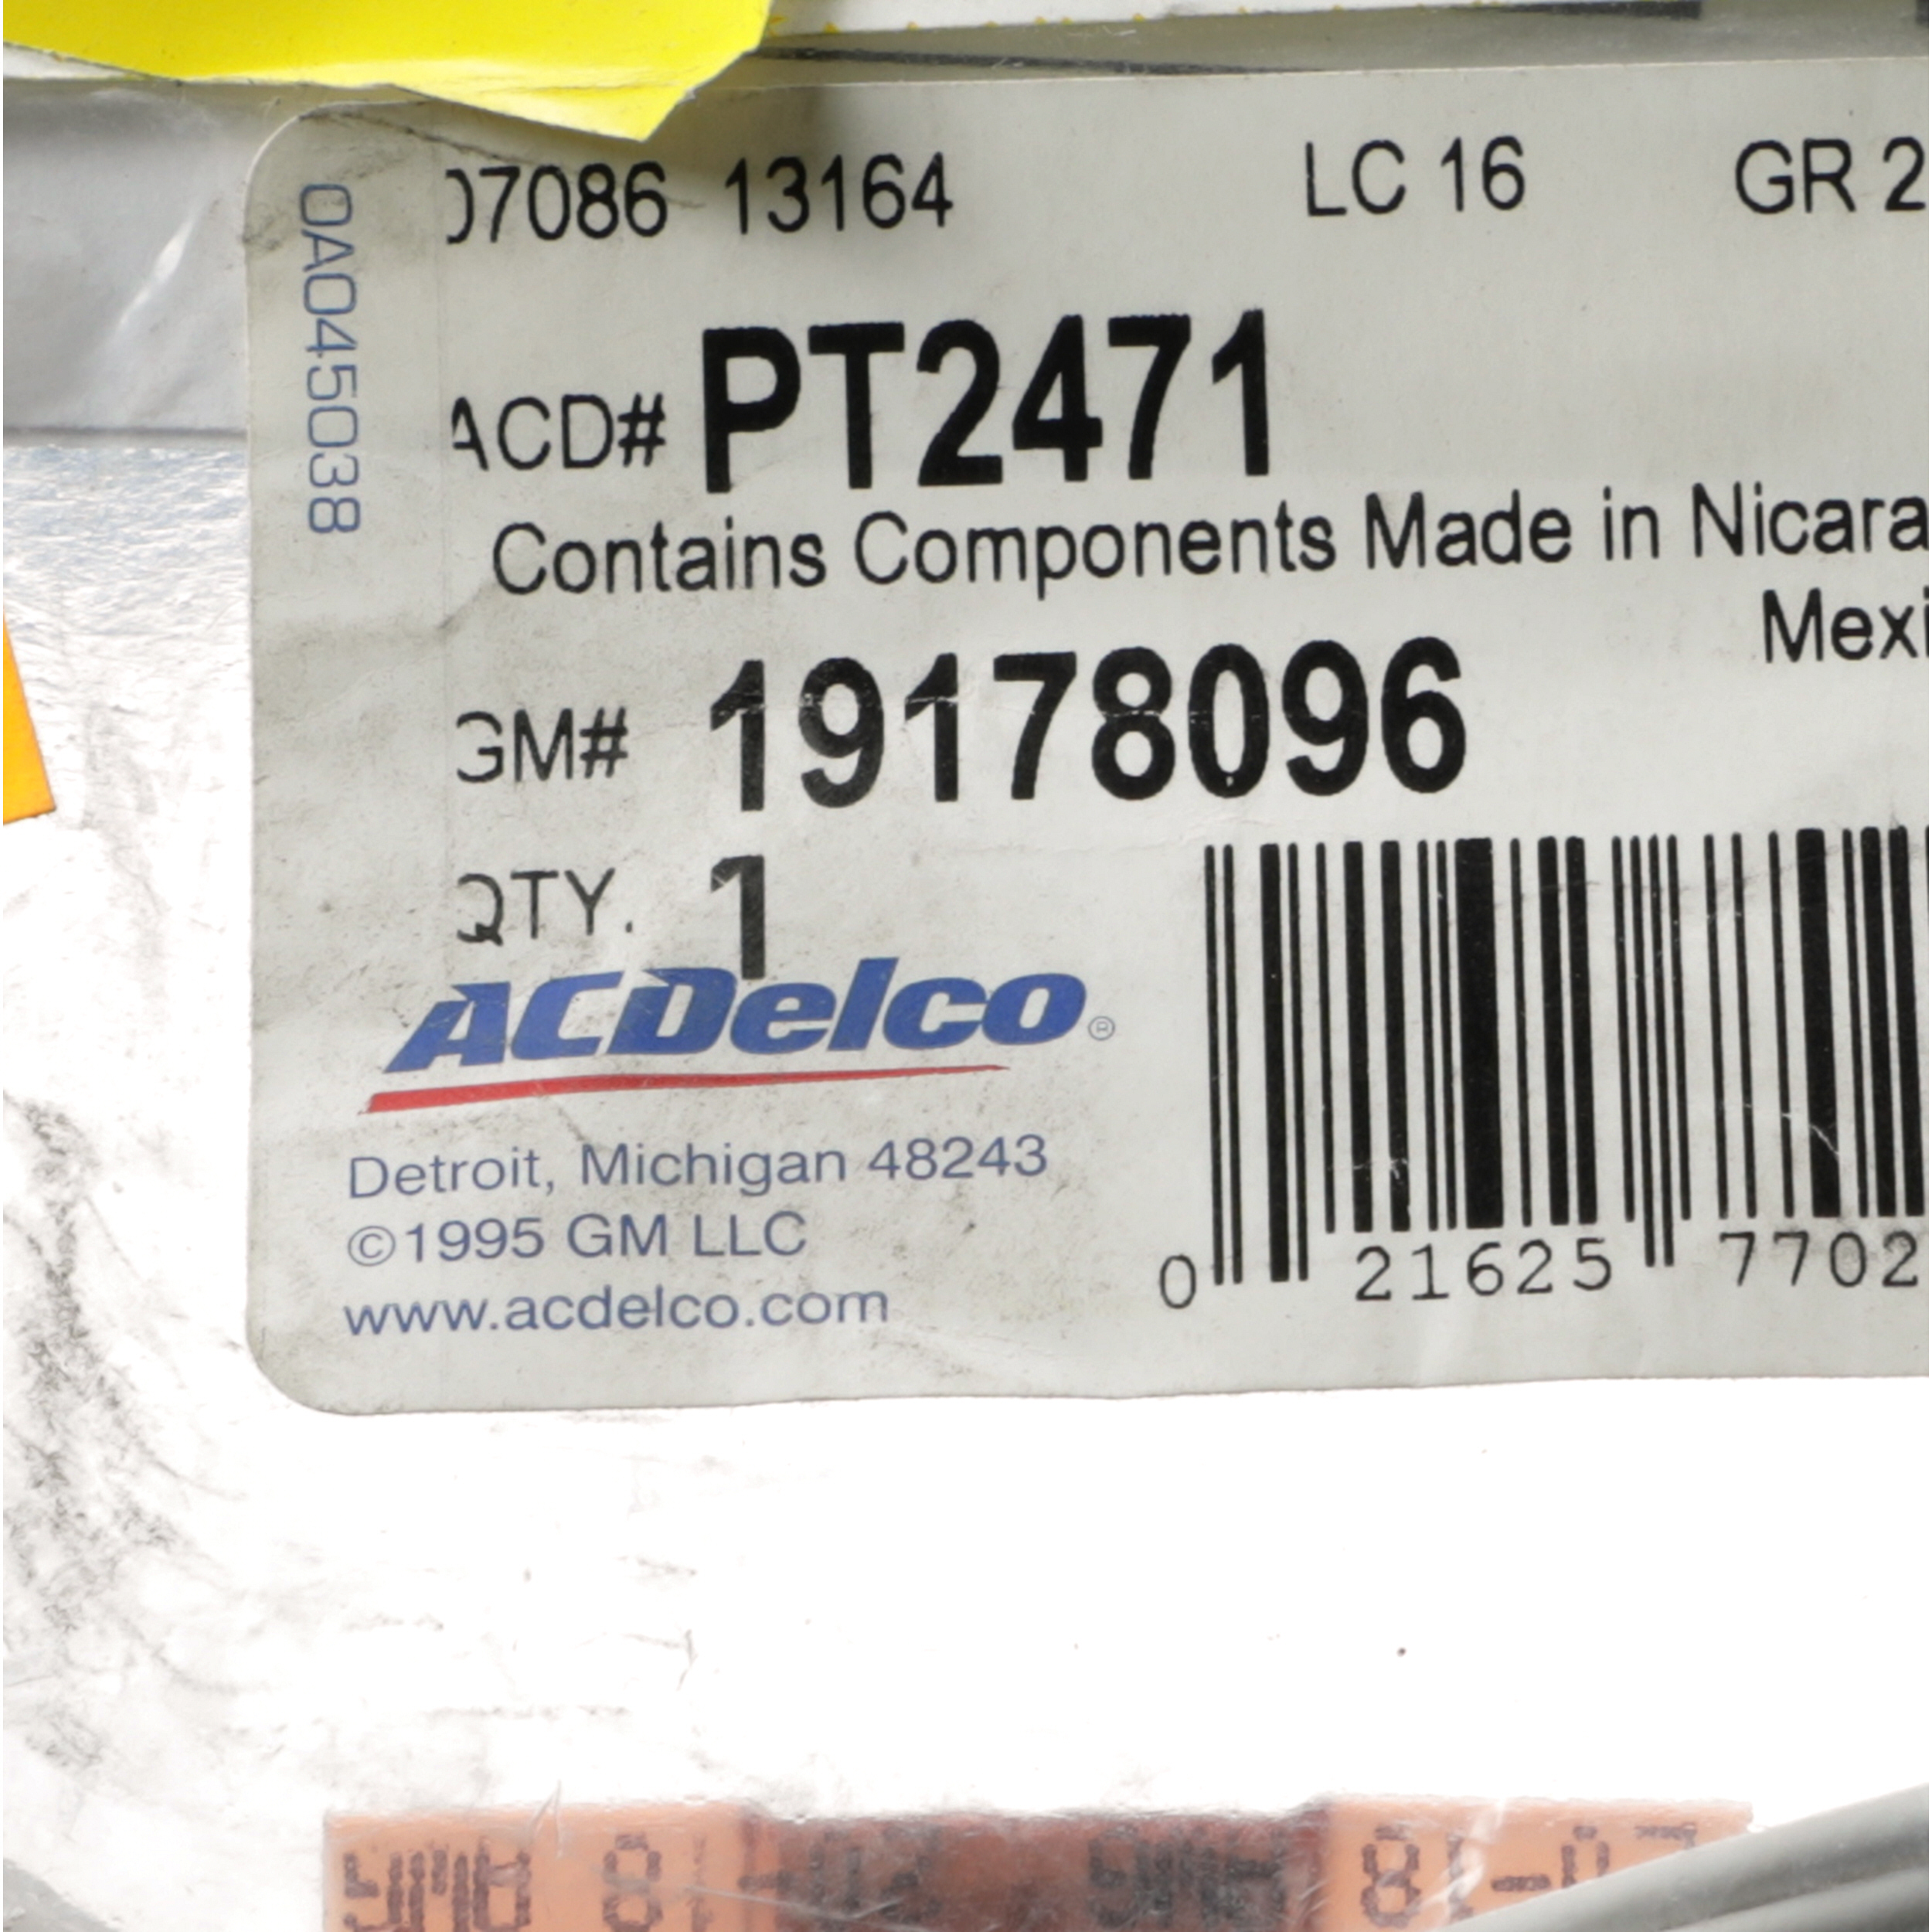 07086 13164 LC 16 GR 2
0A045038
ACD# PT2471
Contains Components Made in Nicara
Mexi
GM# 19178096
QTY. 1
ACDelco®
Detroit, Michigan 48243
©1995 GM LLC
www.acdelco.com
0 21625 7702